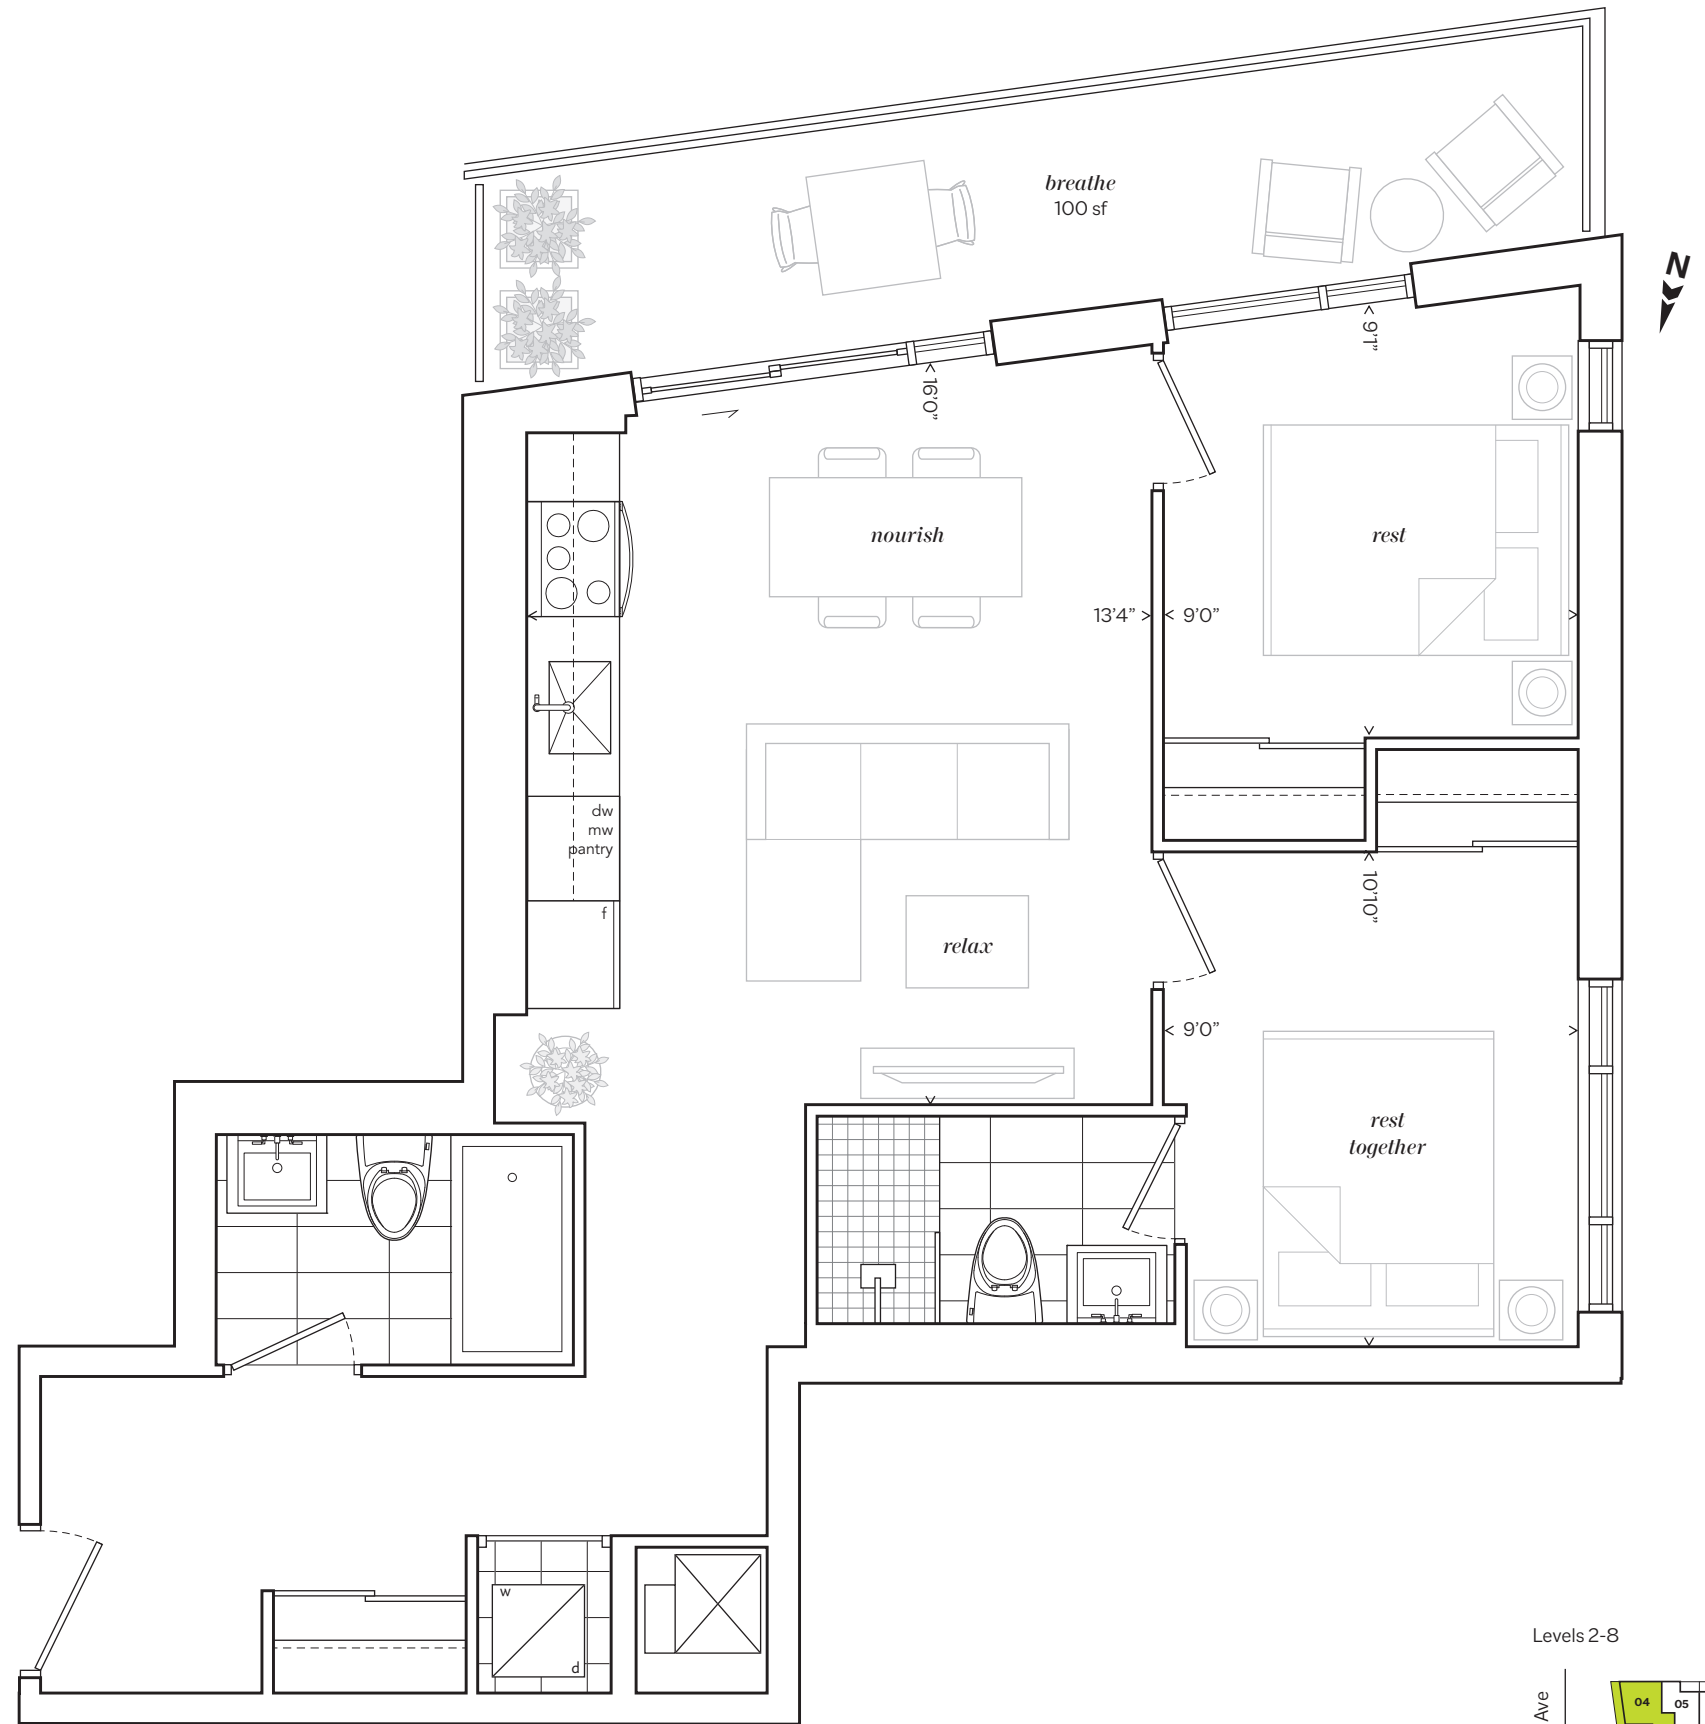 breathe
100 sf
N
9'1"
16'0"
nourish
rest
13'4"
9'0"
dw
mw
pantry
f
10'10"
relax
9'0"
rest
together
w
d
Levels 2-8
Ave
04
05